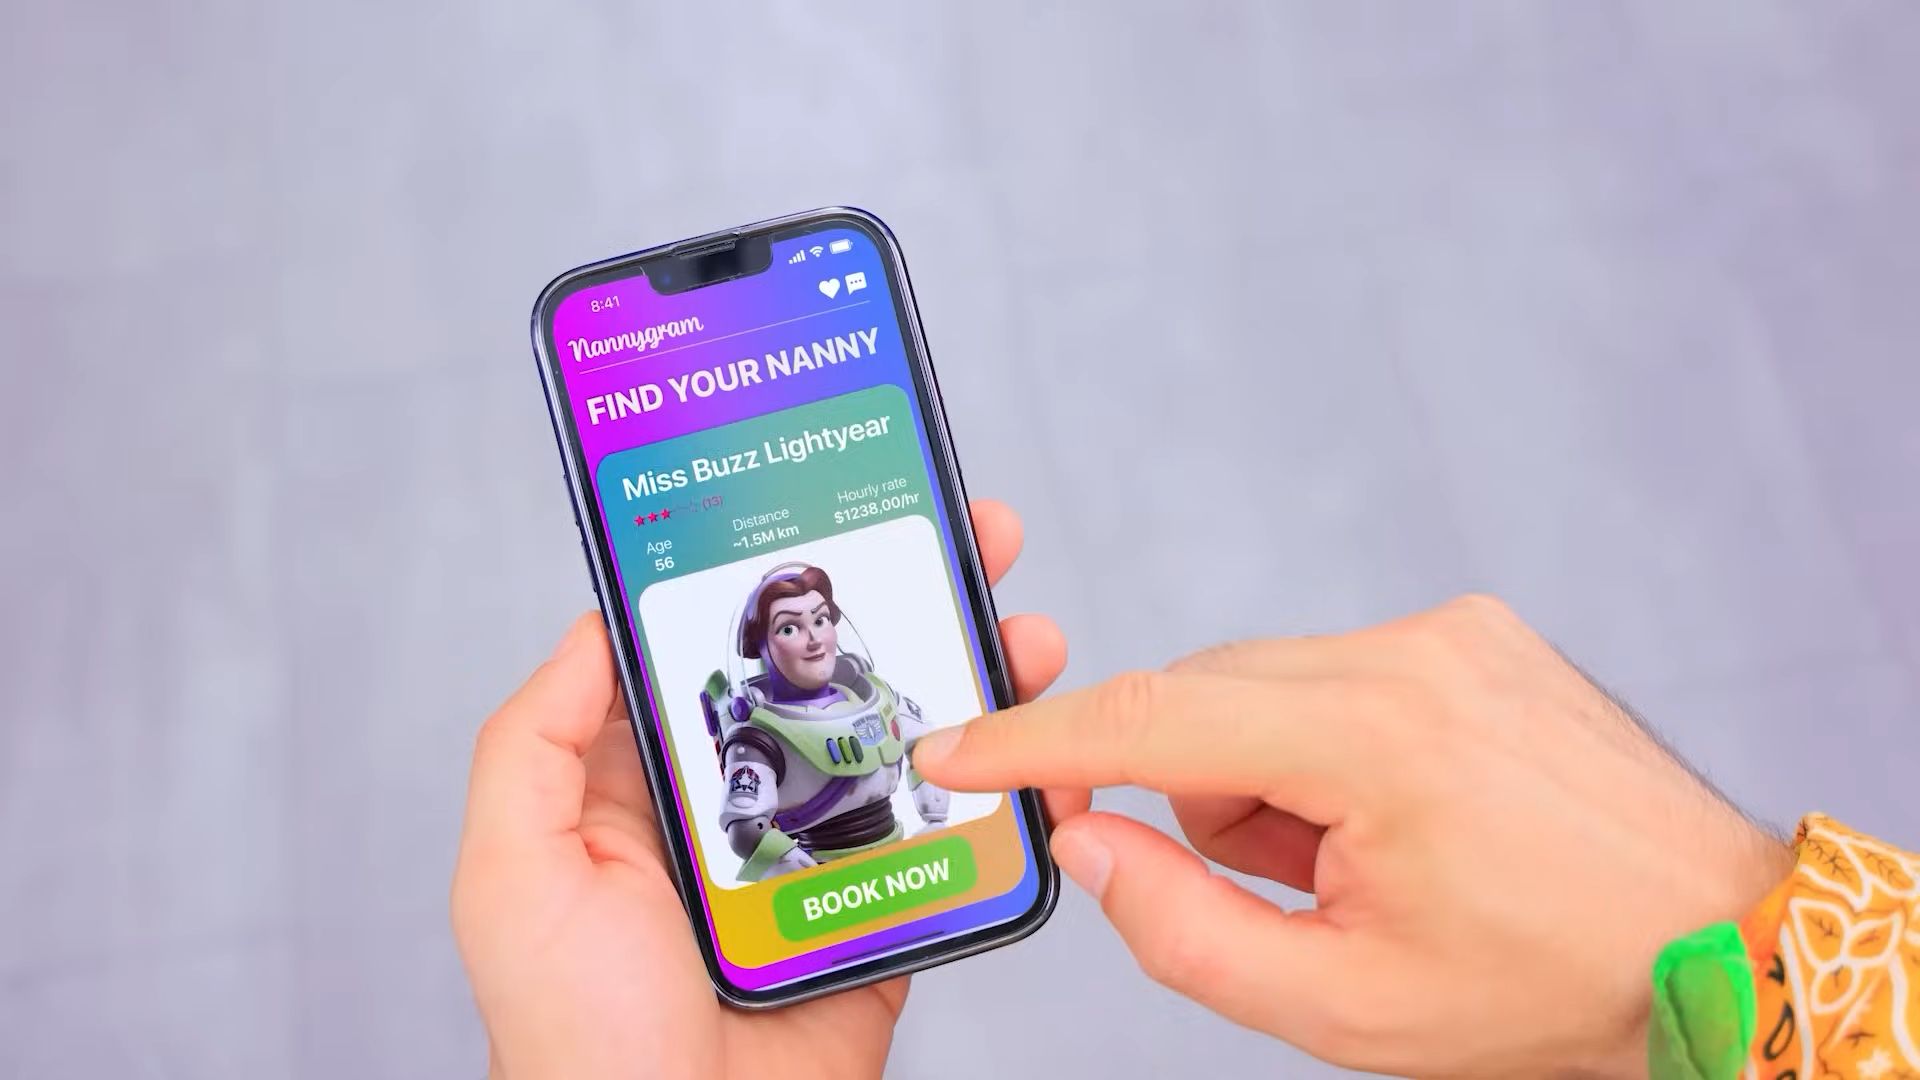 8:41
Nannygram
FIND YOUR NANNY
Miss Buzz Lightyear
(13)
Age
56
Distance
~1.5M km
Hourly rate
$1238,00/hr
BOOK NOW